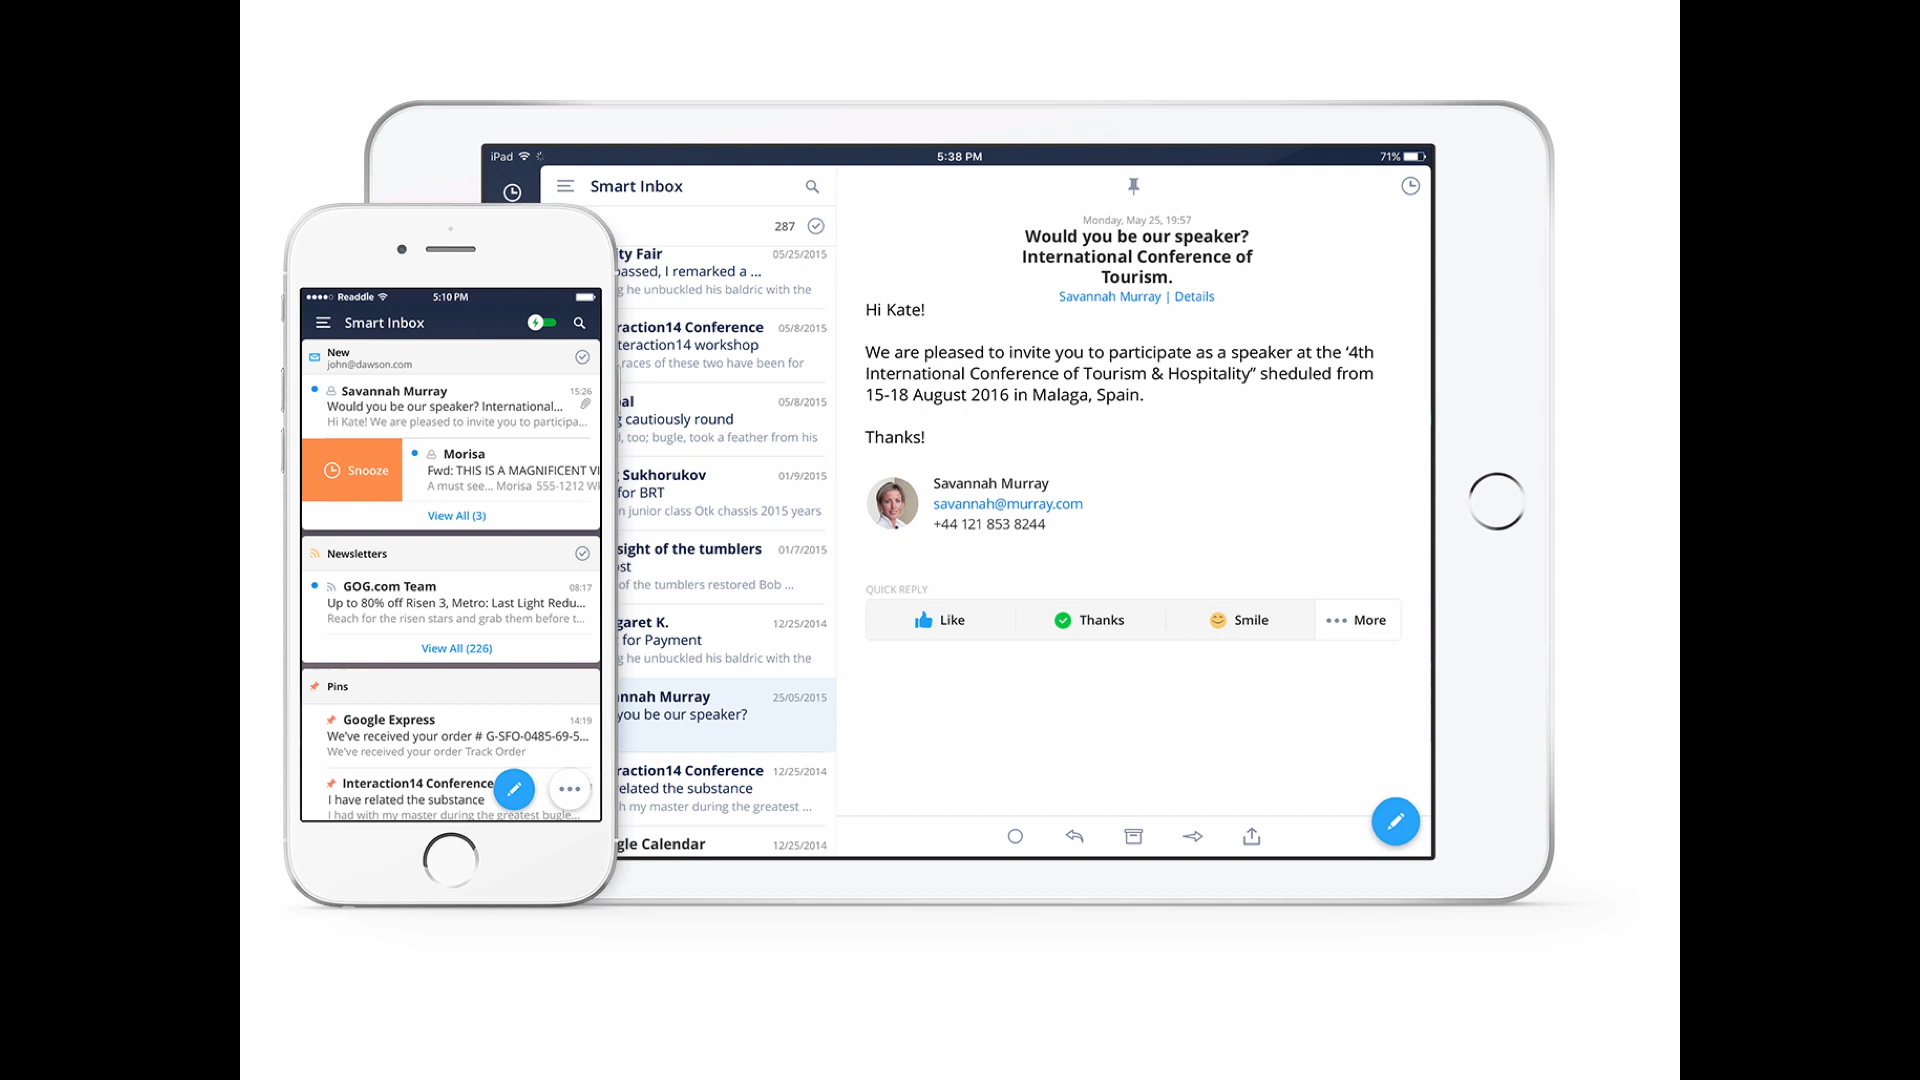 iPad
5:38 PM
71%
Smart Inbox
287
ty Fair 05/25/2015
passed, I remarked a ...
g he unbuckled his baldric with the
raction14 Conference 05/8/2015
teraction14 workshop
races of these two have been for
al 05/8/2015
g cautiously round
l, too; bugle, took a feather from his
Sukhorukov 01/9/2015
for BRT
n junior class Otk chassis 2015 years
sight of the tumblers 01/7/2015
st
of the tumblers restored Bob ...
garet K. 12/25/2014
for Payment
g he unbuckled his baldric with the
nnah Murray 25/05/2015
you be our speaker?
raction14 Conference 12/25/2014
elated the substance
h my master during the greatest ...
gle Calendar 12/25/2014
Monday, May 25, 19:57
Would you be our speaker?
International Conference of
Tourism.
Savannah Murray | Details
Hi Kate!
We are pleased to invite you to participate as a speaker at the ‘4th
International Conference of Tourism & Hospitality” sheduled from
15-18 August 2016 in Malaga, Spain.
Thanks!
Savannah Murray
savannah@murray.com
+44 121 853 8244
QUICK REPLY
Like Thanks Smile More
Readdle 5:10 PM
Smart Inbox
New
john@dawson.com
Savannah Murray 15:26
Would you be our speaker? International...
Hi Kate! We are pleased to invite you to participa...
Snooze
Morisa
Fwd: THIS IS A MAGNIFICENT VI
A must see... Morisa 555-1212 W
View All (3)
Newsletters
GOG.com Team 08:17
Up to 80% off Risen 3, Metro: Last Light Redu...
Reach for the risen stars and grab them before t...
View All (226)
Pins
Google Express 14:19
We've received your order # G-SFO-0485-69-5...
We've received your order Track Order
Interaction14 Conference
I have related the substance
I had with my master during the greatest bugle...